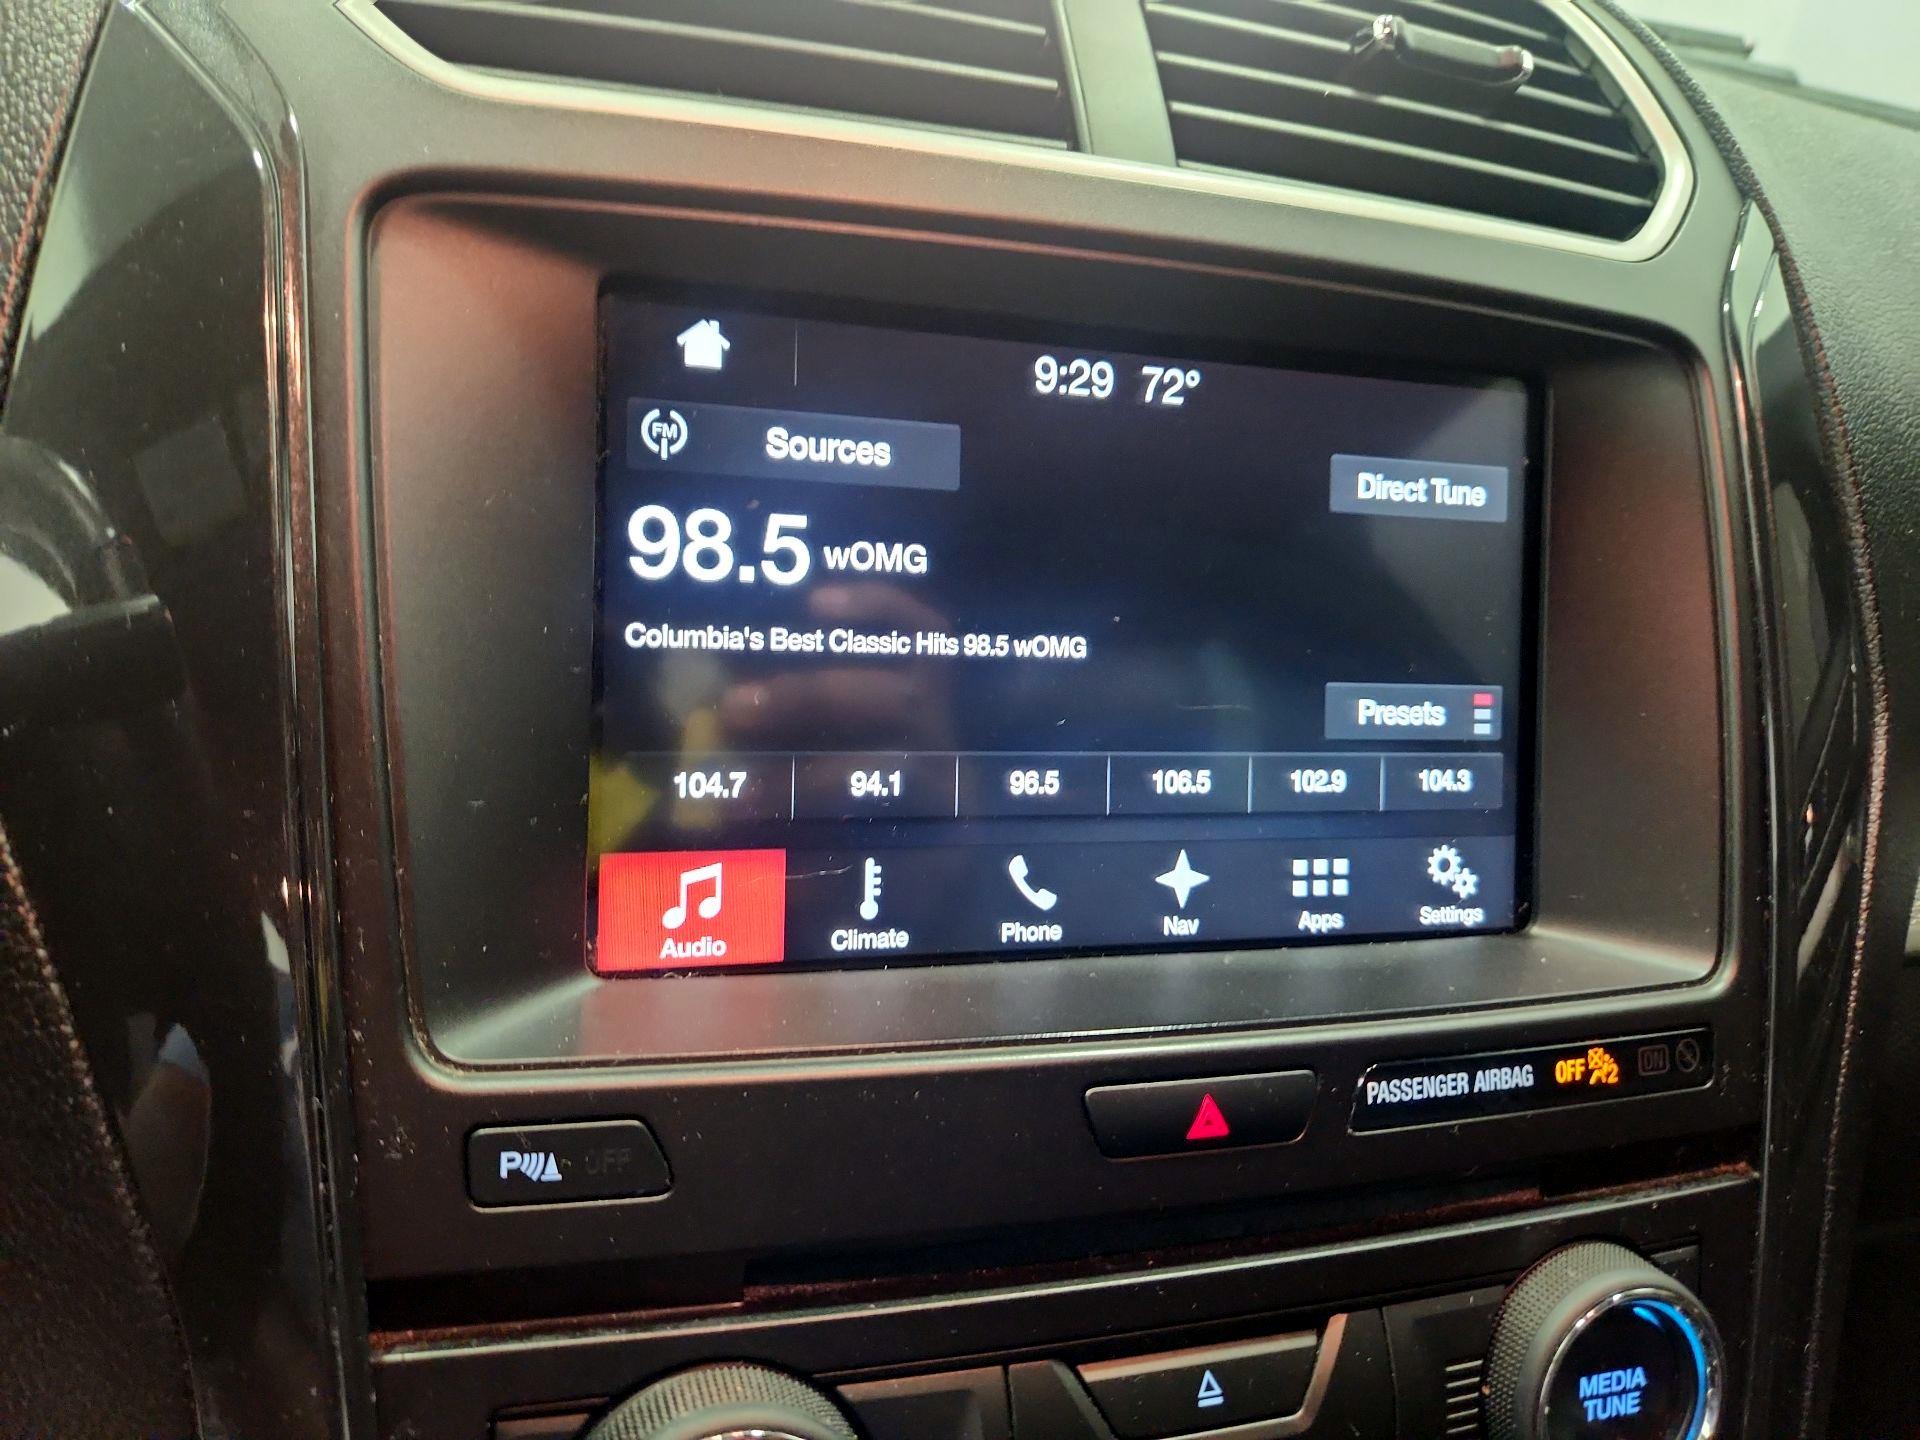 9:29 72°
FM Sources
Direct Tune
98.5 wOMG
Columbia's Best Classic Hits 98.5 wOMG
Presets
104.7 94.1 96.5 106.5 102.9 104.3
Audio Climate Phone Nav Apps Settings
PASSENGER AIRBAG OFF 2 ON
P OFF
MEDIA
TUNE